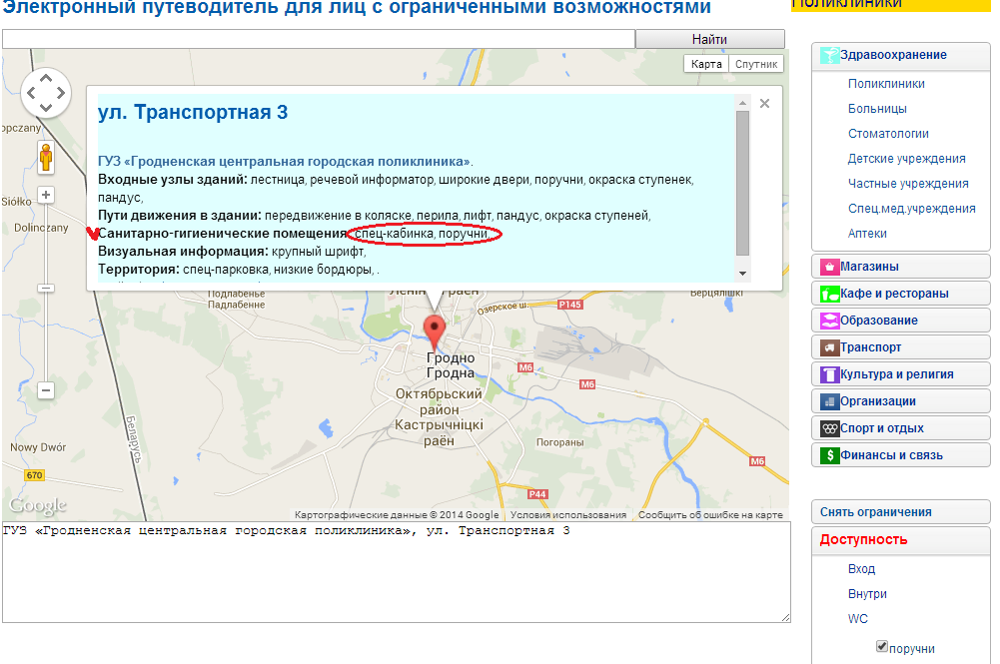 Электронный путеводитель для лиц с ограниченными возможностями
Поликлиники
Найти
Карта
Спутник
ул. Транспортная 3
ГУЗ «Гродненская центральная городская поликлиника».
Входные узлы зданий: лестница, речевой информатор, широкие двери, поручни, окраска ступенек,
пандус,
Пути движения в здании: передвижение в коляске, перила, лифт, пандус, окраска ступеней,
Санитарно-гигиенические помещения: спец-кабинка, поручни,
Визуальная информация: крупный шрифт,
Территория: спец-парковка, низкие бордюры, .
Dolinczany
Подлабенье
Падлабенне
Озерское ш.
P145
Верцялішкі
Гродно
Гродна
M6
M6
Октябрьский
район
Кастрычніцкі
раён
Беларусь
Погораны
Nowy Dwór
670
M6
P44
Google
Картографические данные © 2014 Google
Условия использования
Сообщить об ошибке на карте
ГУЗ «Гродненская центральная городская поликлиника», ул. Транспортная 3
Здравоохранение
Поликлиники
Больницы
Стоматологии
Детские учреждения
Частные учреждения
Спец.мед.учреждения
Аптеки
Магазины
Кафе и рестораны
Образование
Транспорт
Культура и религия
Организации
Спорт и отдых
Финансы и связь
Снять ограничения
Доступность
Вход
Внутри
WC
поручни